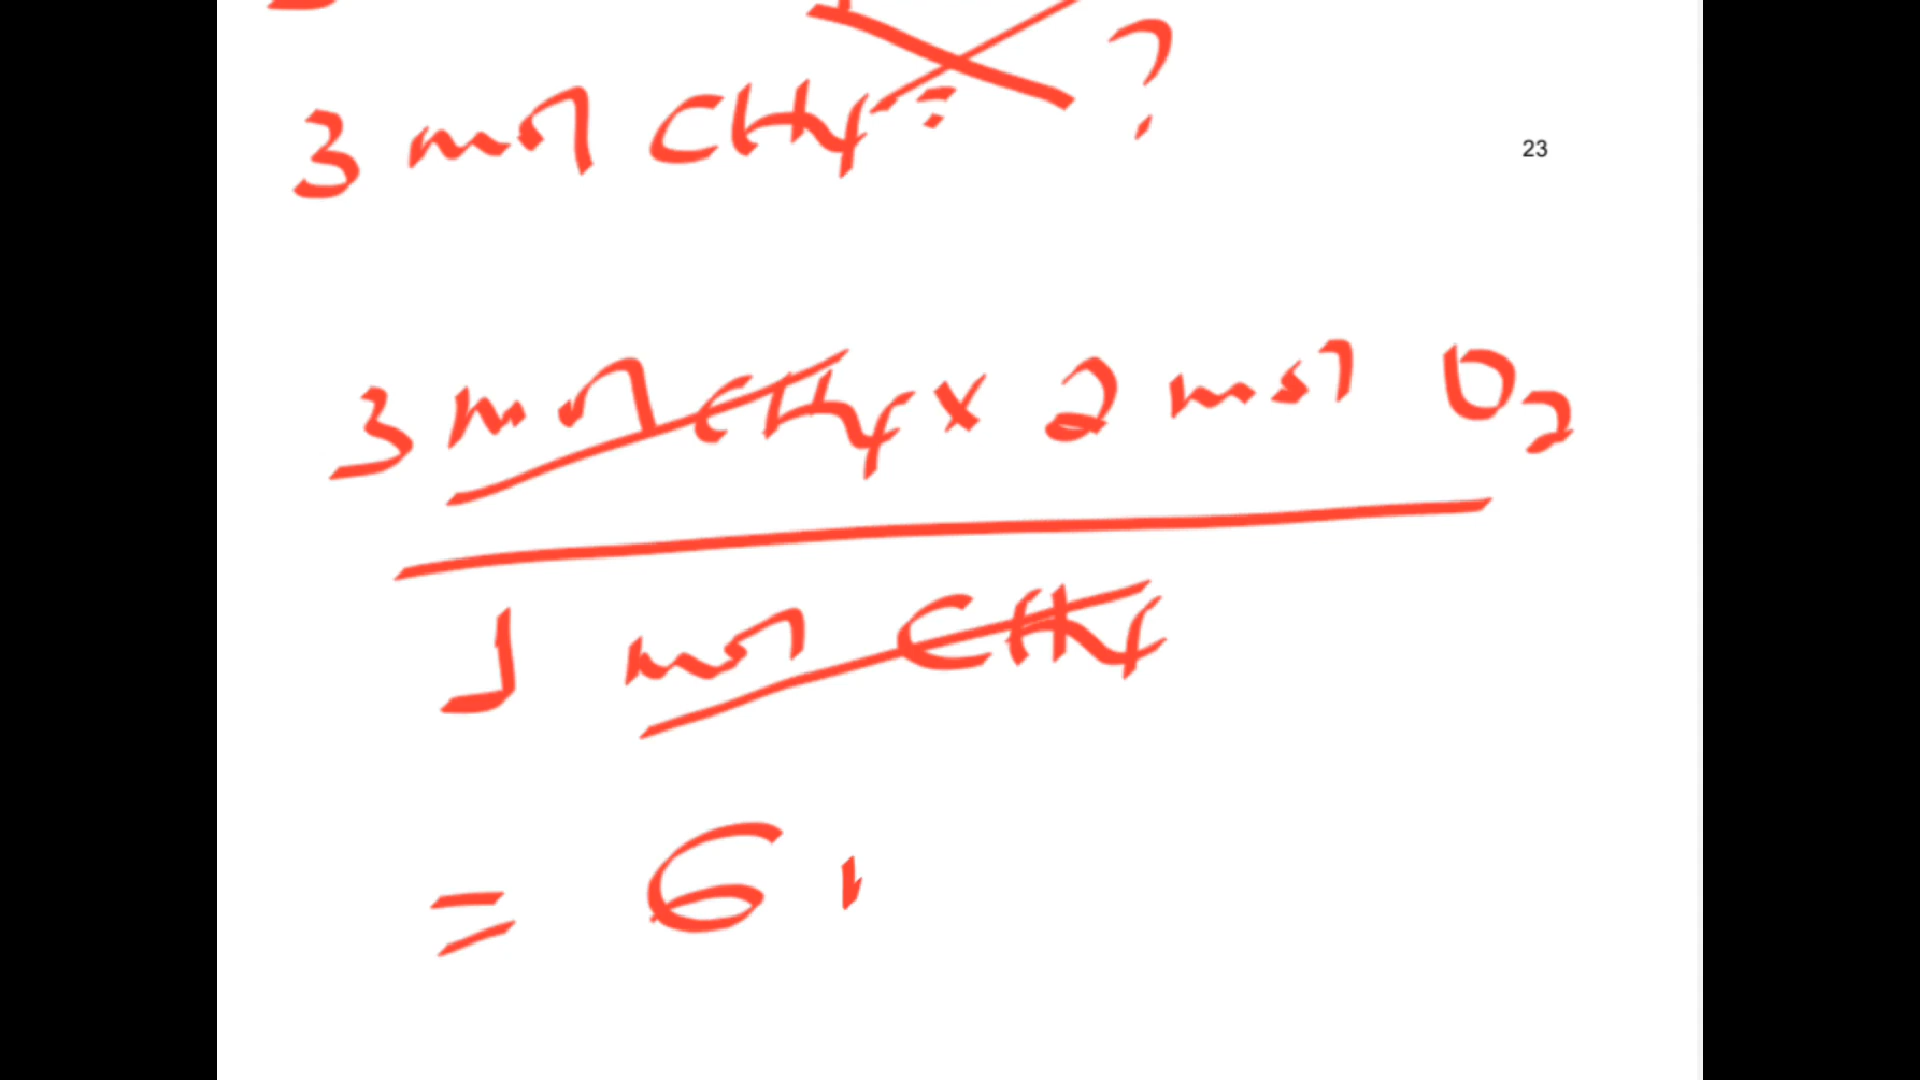 3 mol CH4 = ?
23
3 mol CH4 x 2 mol O2
1 mol CH4
= 6